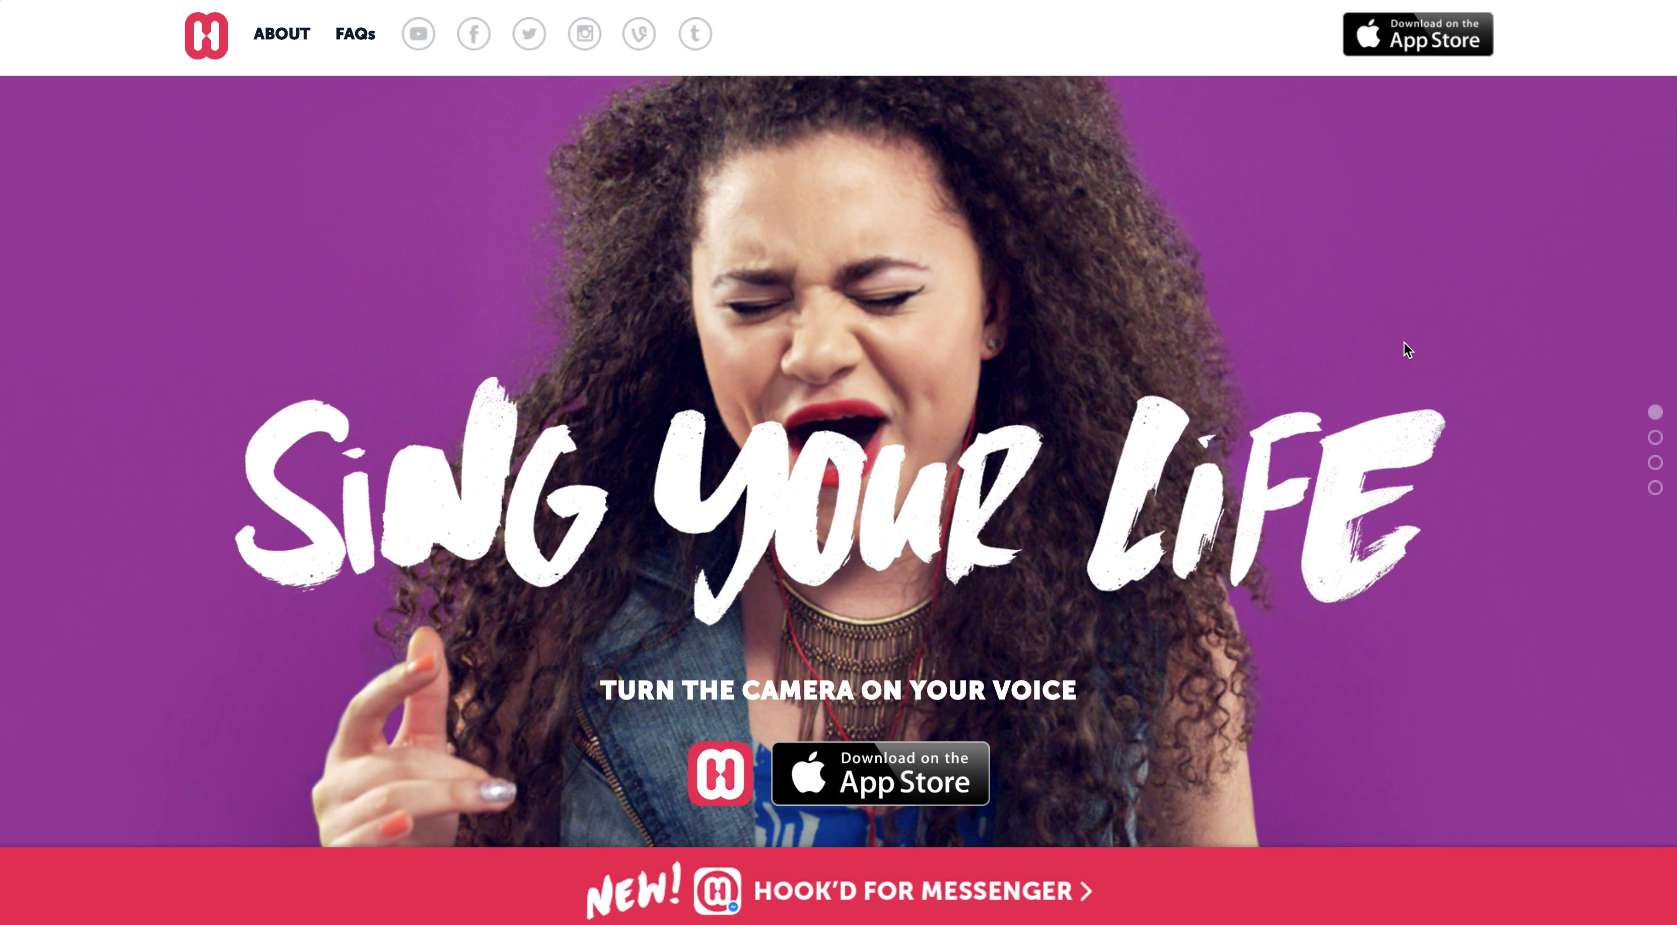 ABOUT FAQs
Download on the
App Store
SiNG YOUR LiFE
TURN THE CAMERA ON YOUR VOICE
Download on the
App Store
NEW! HOOK’D FOR MESSENGER >